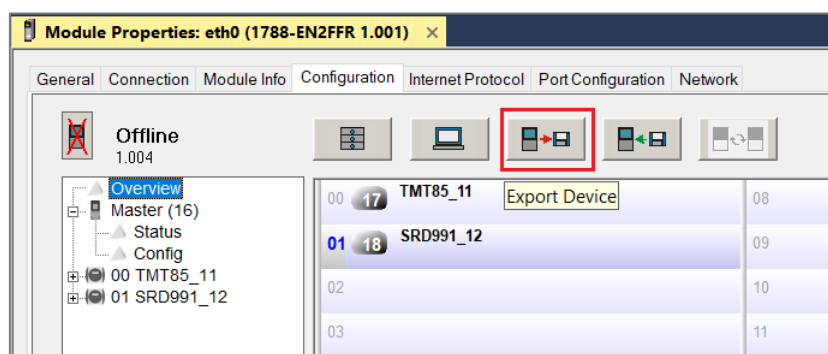 Module Properties: eth0 (1788-EN2FFR 1.001) ×
General Connection Module Info Configuration Internet Protocol Port Configuration Network
Offline
1.004
Overview
Master (16)
Status
Config
00 TMT85_11
01 SRD991_12
00 17 TMT85_11
Export Device
08
01 18 SRD991_12
09
02
10
03
11